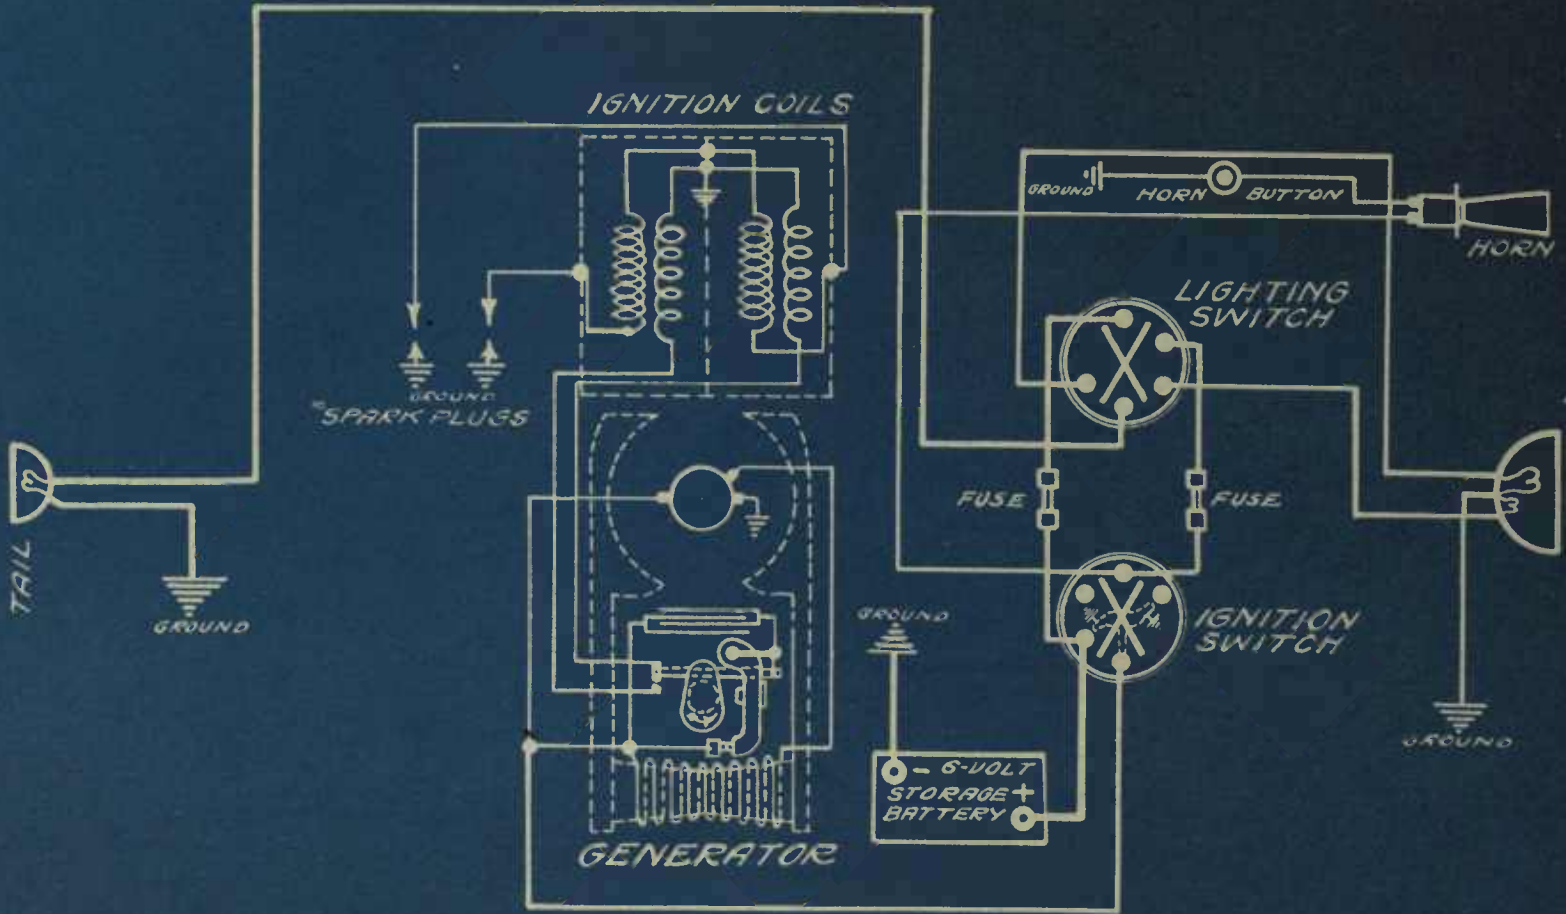 IGNITION COILS
GROUND
HORN
BUTTON
HORN
LIGHTING
SWITCH
GROUND
SPARK PLUGS
FUSE
FUSE
TAIL
GROUND
GROUND
IGNITION
SWITCH
GROUND
- 6-VOLT
STORAGE +
BATTERY
GENERATOR